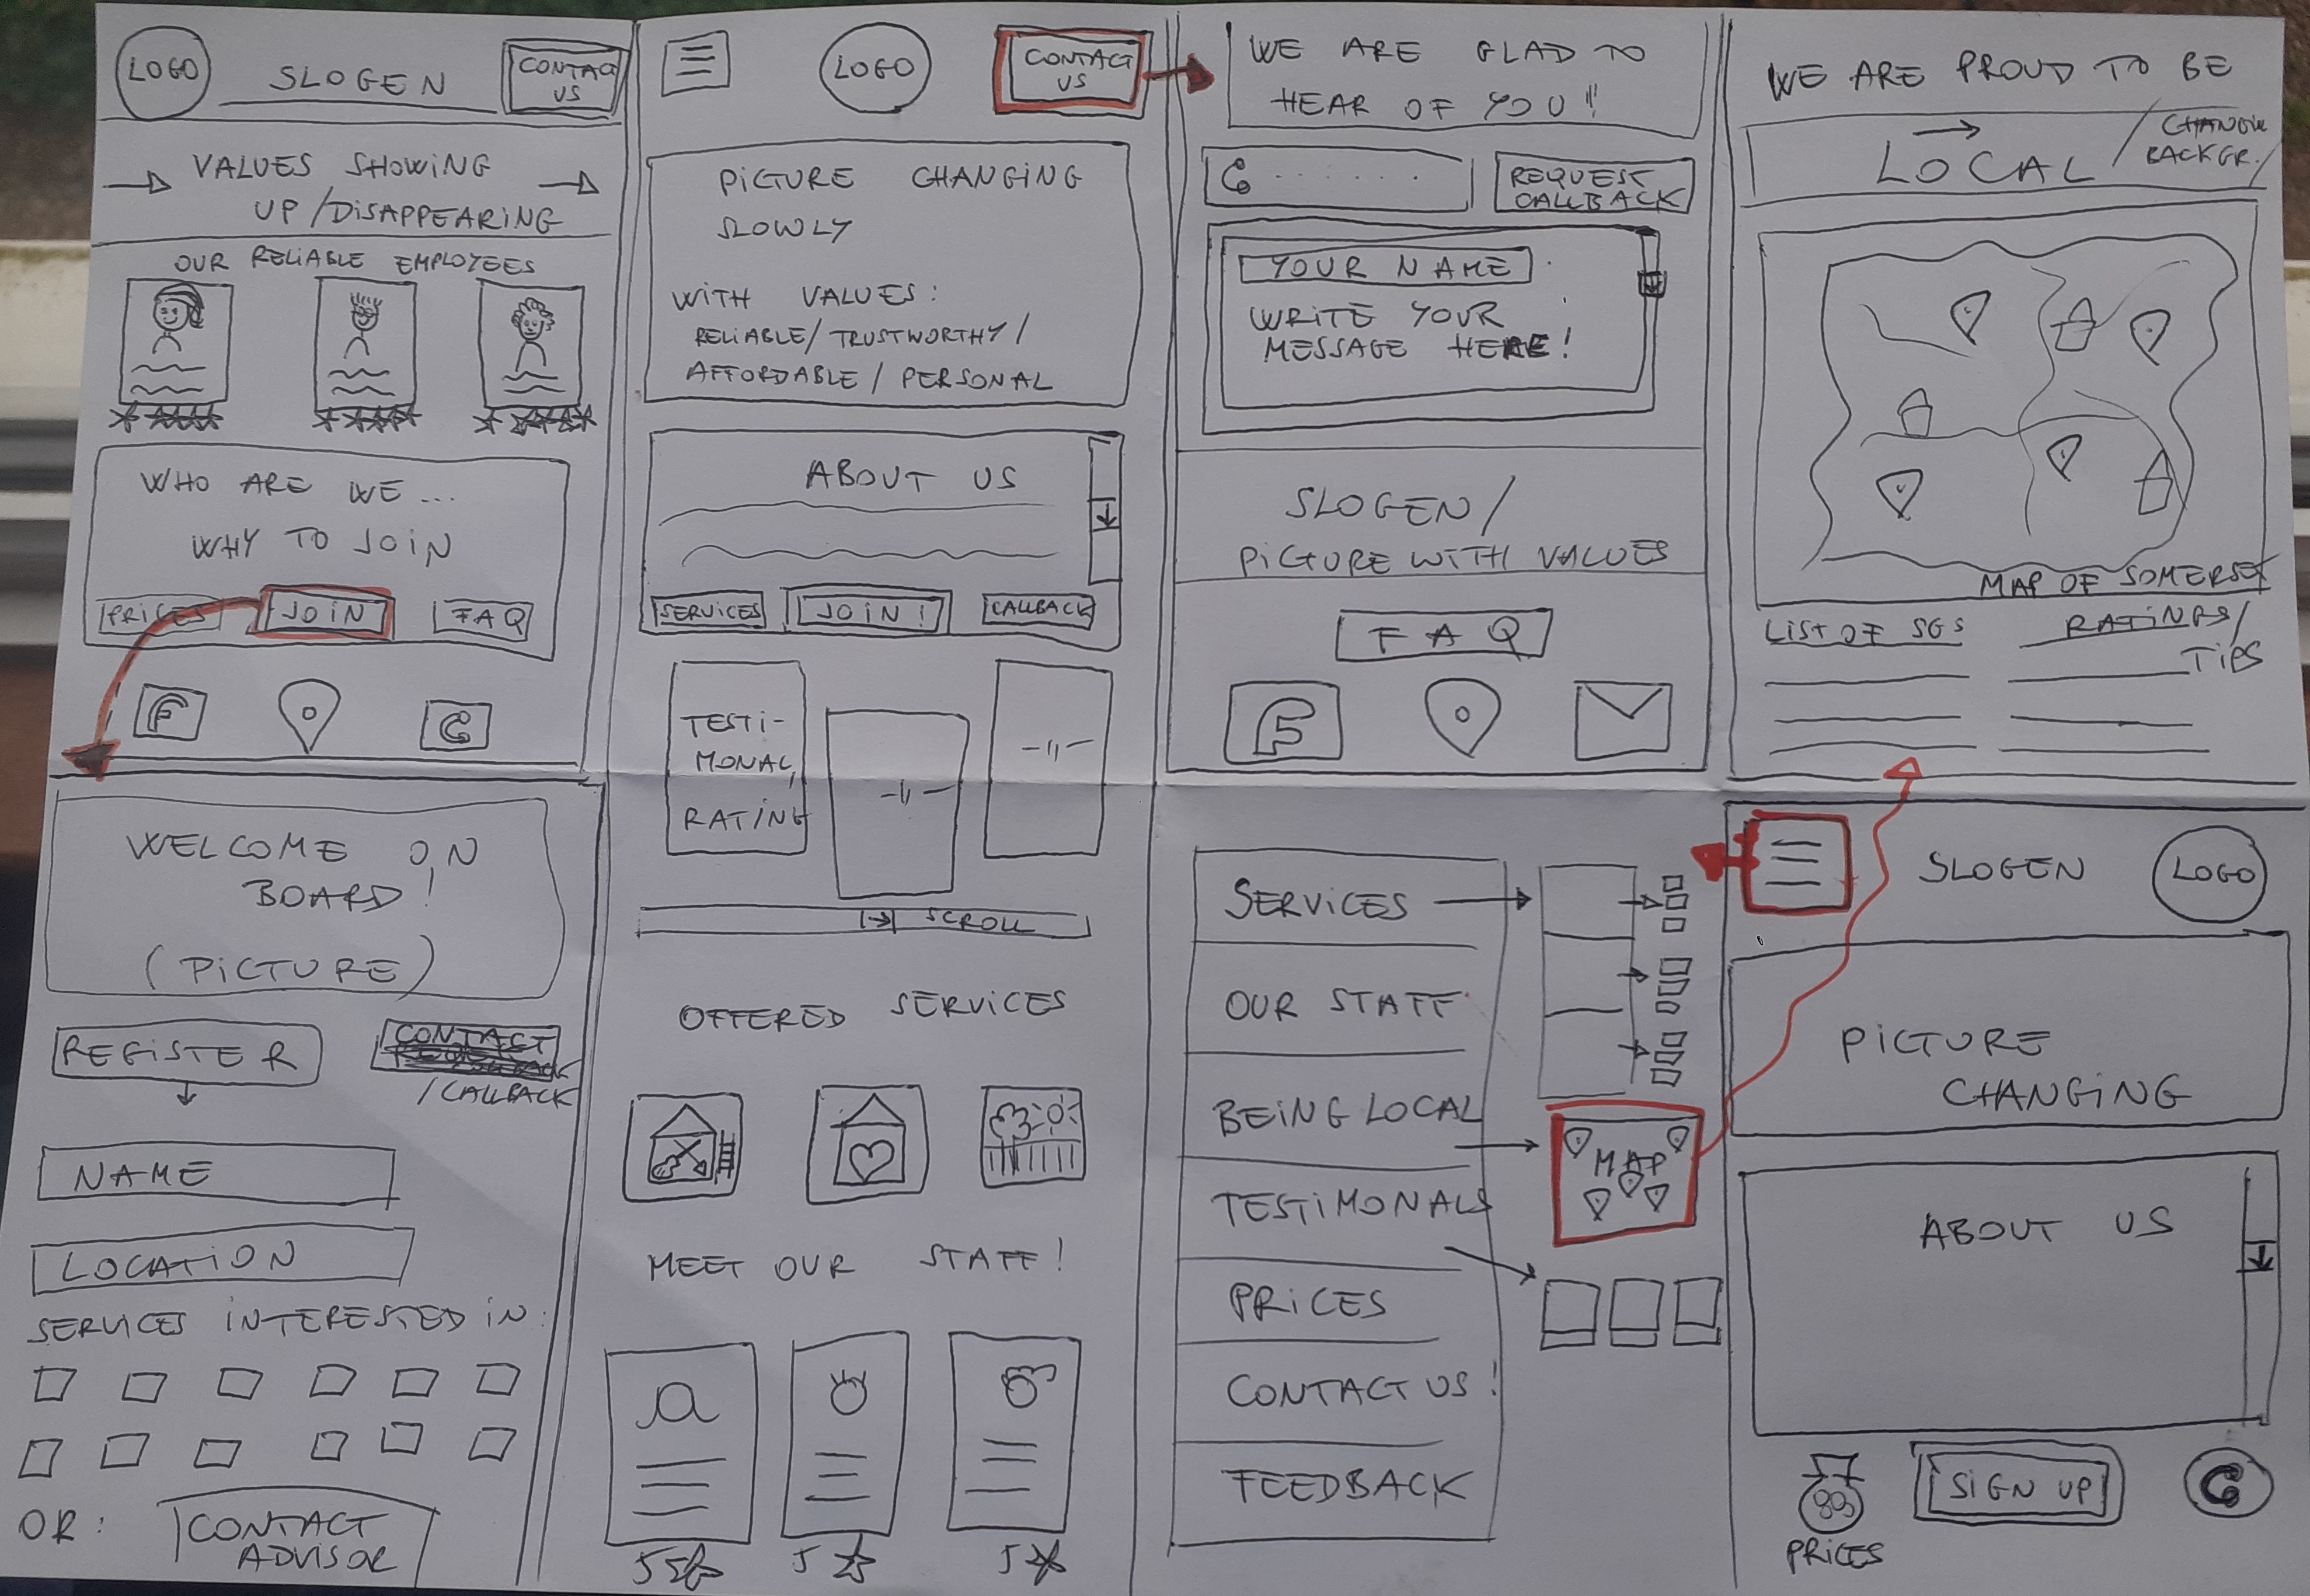 LOGO
SLOGEN
CONTACT
US
VALUES SHOWING
UP/DISAPPEARING
OUR RELIABLE EMPLOYEES
WHO ARE WE...
WHY TO JOIN
PRICES
JOIN
FAQ
F
WELCOME ON
BOARD!
(PICTURE)
REGISTER
CONTACT
/CALLBACK
NAME
LOCATION
SERVICES INTERESTED IN:
OR:
CONTACT
ADVISOR
LOGO
CONTACT
US
PICTURE CHANGING
SLOWLY
WITH VALUES:
RELIABLE/TRUSTWORTHY/
AFFORDABLE/PERSONAL
ABOUT US
SERVICES
JOIN!
CALLBACK
TESTI-
MONAL,
RATING
-11-
-11-
SCROLL
OFFERED SERVICES
MEET OUR STAFF!
5
5
WE ARE GLAD TO
HEAR OF YOU!!
REQUEST
CALLBACK
YOUR NAME
WRITE YOUR
MESSAGE HERE!
SLOGEN/
PICTURE WITH VALUES
FAQ
F
SERVICES
OUR STAFF
BEING LOCAL
TESTIMONALS
PRICES
CONTACT US!
FEEDBACK
MAP
WE ARE PROUD TO BE
LOCAL
/CHANGING
BACKGR./
MAP OF SOMERSET
LIST OF SGS
RATINGS/
TIPS
SLOGEN
LOGO
PICTURE
CHANGING
ABOUT US
PRICES
SIGN UP